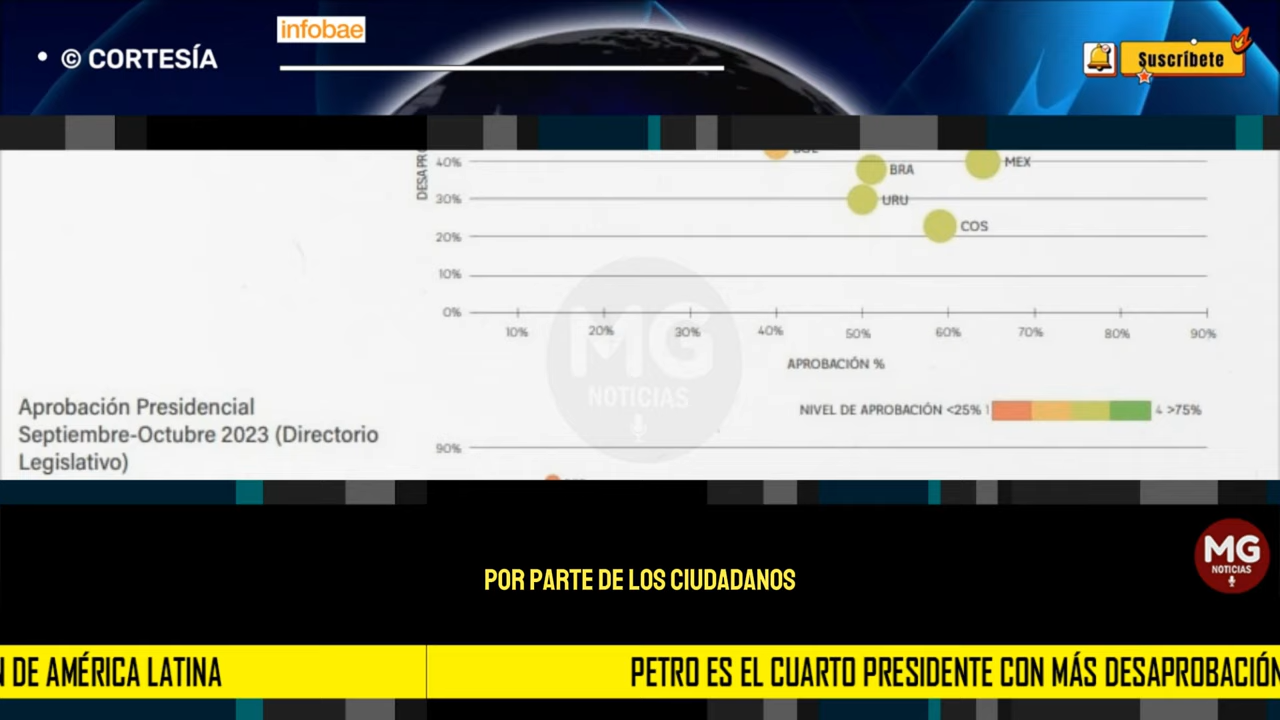 infobae
• © CORTESÍA
Suscríbete
DESAPR
40%
MEX
BRA
30%
URU
COS
20%
10%
0%
10% 20% 30% 40% 50% 60% 70% 80% 90%
APROBACIÓN %
MG
NOTICIAS
NIVEL DE APROBACIÓN <25% 1 4 >75%
Aprobación Presidencial
Septiembre-Octubre 2023 (Directorio
Legislativo)
90%
MG
NOTICIAS
POR PARTE DE LOS CIUDADANOS
N DE AMÉRICA LATINA PETRO ES EL CUARTO PRESIDENTE CON MÁS DESAPROBACIÓN